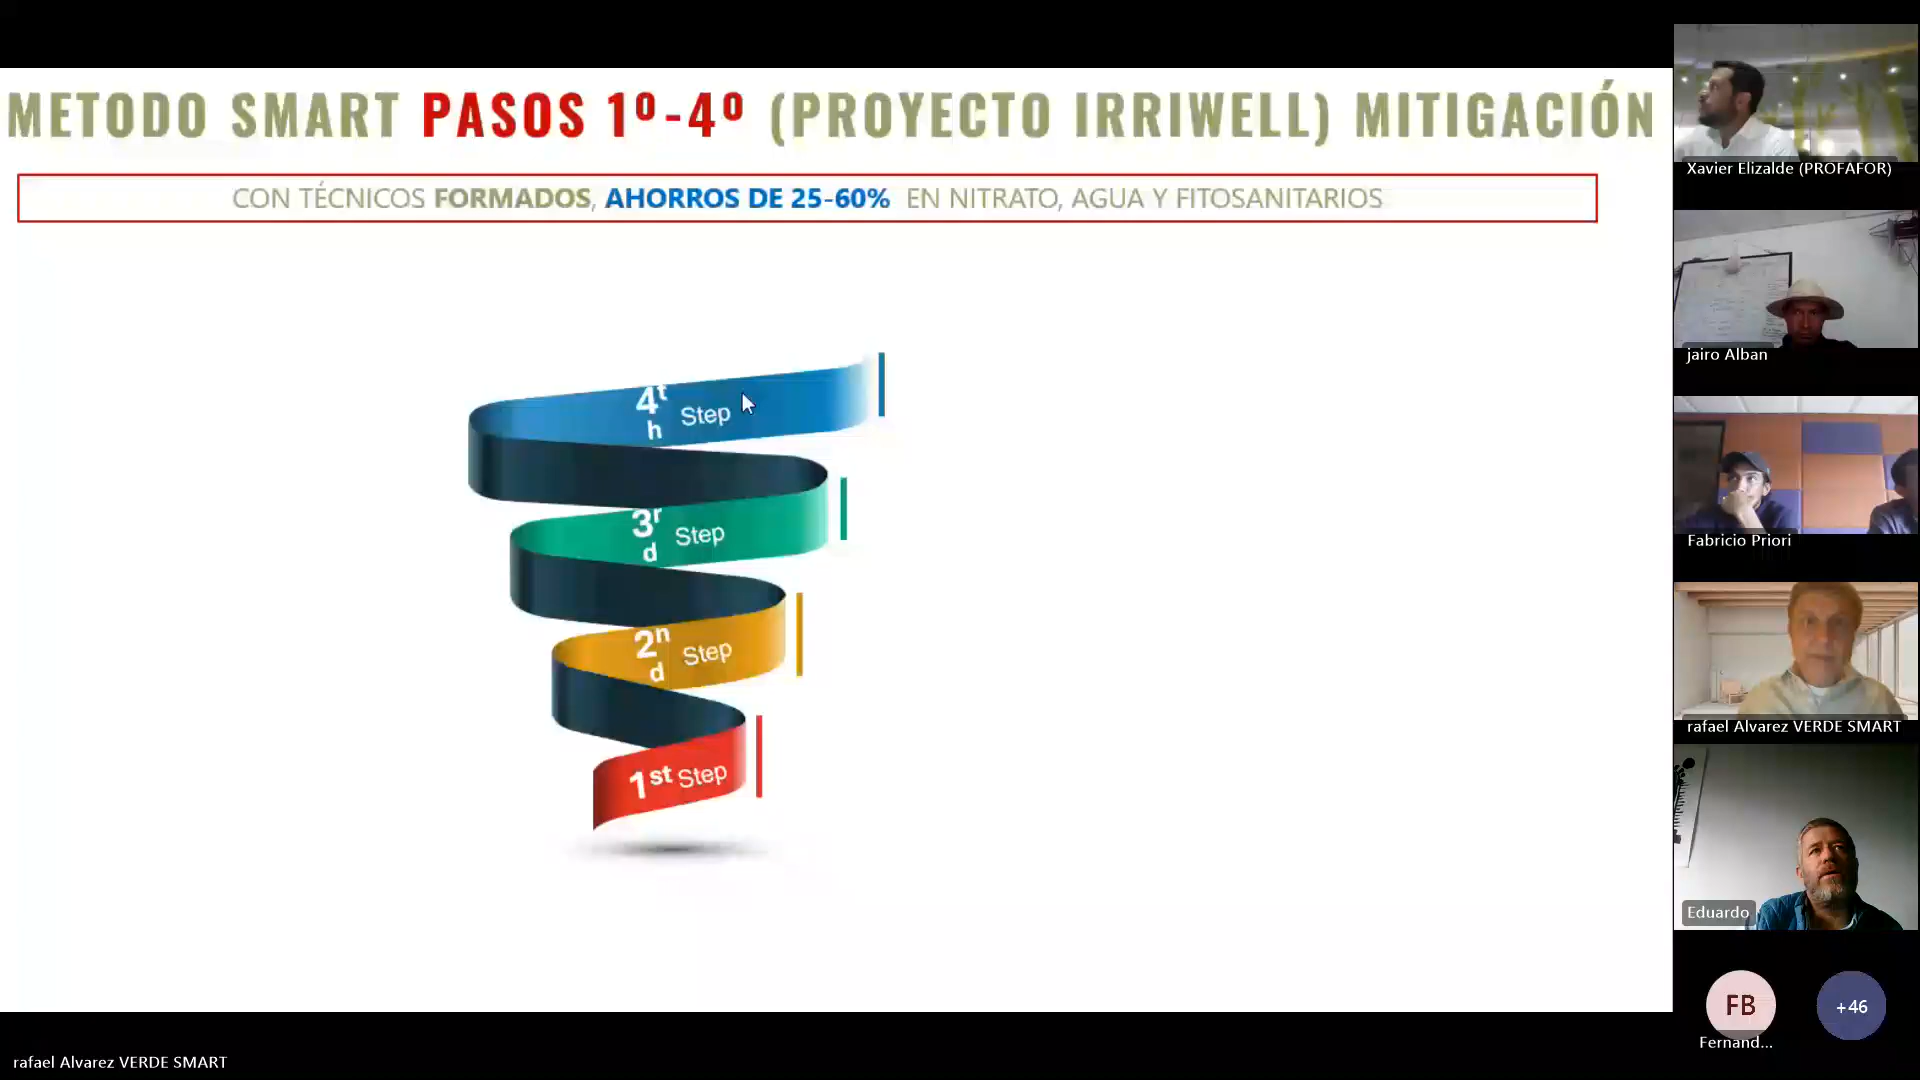 METODO SMART PASOS 1º-4º (PROYECTO IRRIWELL) MITIGACIÓN
CON TÉCNICOS FORMADOS, AHORROS DE 25-60% EN NITRATO, AGUA Y FITOSANITARIOS
4t
h Step
3r
d Step
2n
d Step
1st Step
Xavier Elizalde (PROFAFOR)
jairo Alban
Fabricio Priori
rafael Alvarez VERDE SMART
Eduardo
FB
+46
Fernand...
rafael Alvarez VERDE SMART